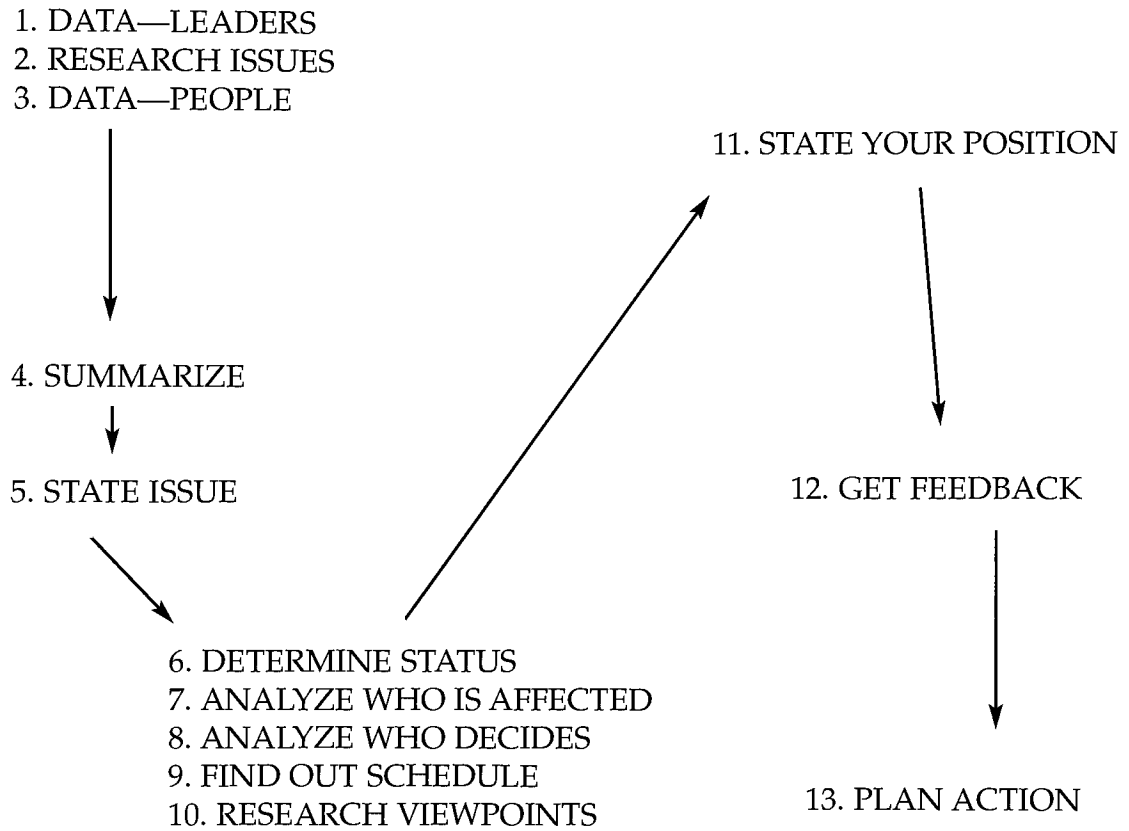 1. DATA—LEADERS
2. RESEARCH ISSUES
3. DATA—PEOPLE
4. SUMMARIZE
5. STATE ISSUE
6. DETERMINE STATUS
7. ANALYZE WHO IS AFFECTED
8. ANALYZE WHO DECIDES
9. FIND OUT SCHEDULE
10. RESEARCH VIEWPOINTS
11. STATE YOUR POSITION
12. GET FEEDBACK
13. PLAN ACTION